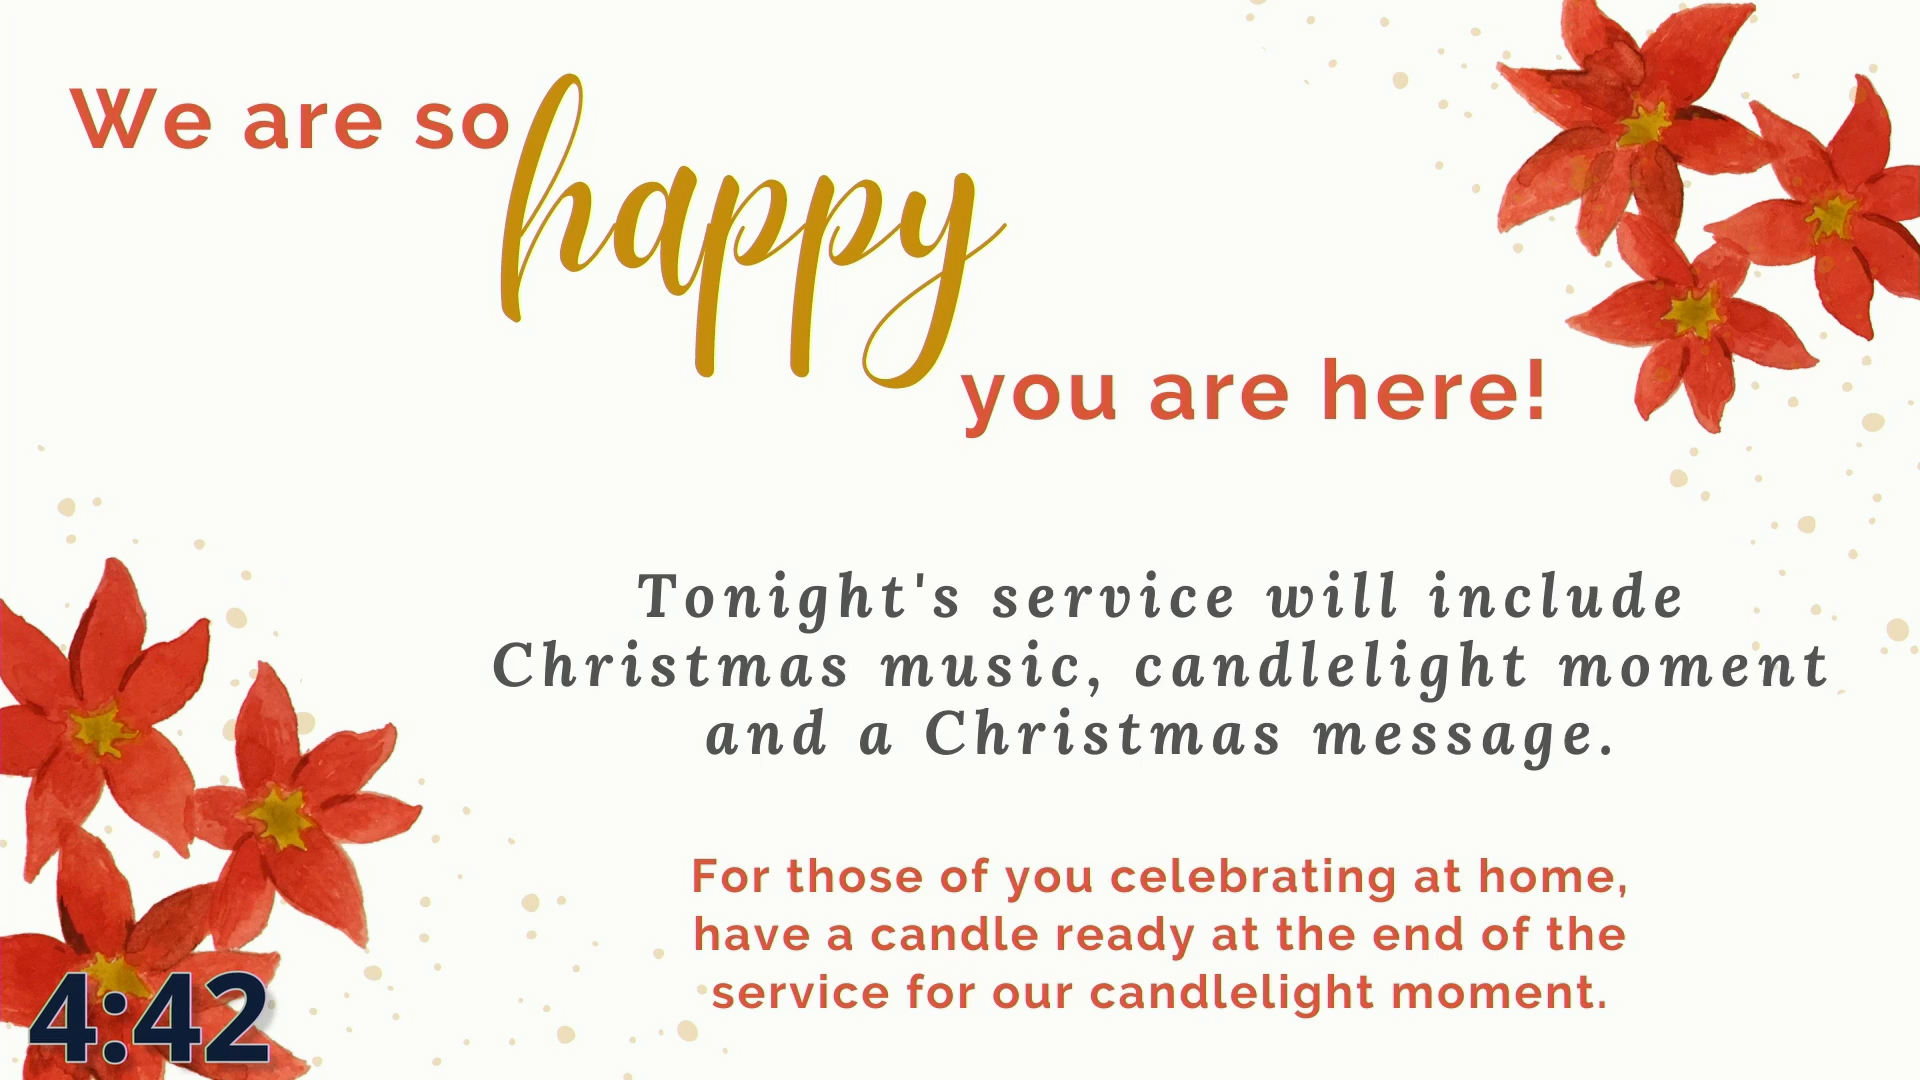 We are so
happy
you are here!
Tonight's service will include
Christmas music, candlelight moment
and a Christmas message.
For those of you celebrating at home,
have a candle ready at the end of the
service for our candlelight moment.
4:42